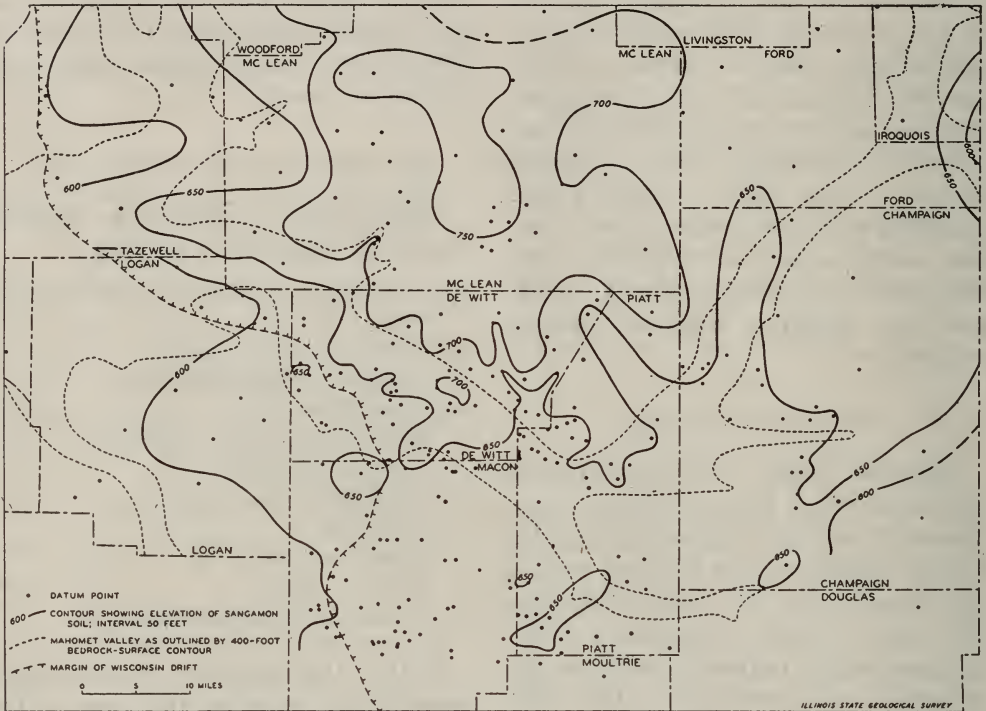 WOODFORD
MC LEAN
LIVINGSTON
MC LEAN
FORD
700
IROQUOIS
600
650
600
650
650
FORD
CHAMPAIGN
750
TAZEWELL
LOGAN
MC LEAN
DE WITT
PIATT
700
650
600
700
650
650
DE WITT
MACON
650
600
LOGAN
650
650
650
CHAMPAIGN
DOUGLAS
PIATT
MOULTRIE
DATUM POINT
600 CONTOUR SHOWING ELEVATION OF SANGAMON
SOIL; INTERVAL 50 FEET
MAHOMET VALLEY AS OUTLINED BY 400-FOOT
BEDROCK-SURFACE CONTOUR
MARGIN OF WISCONSIN DRIFT
0 5 10 MILES
ILLINOIS STATE GEOLOGICAL SURVEY